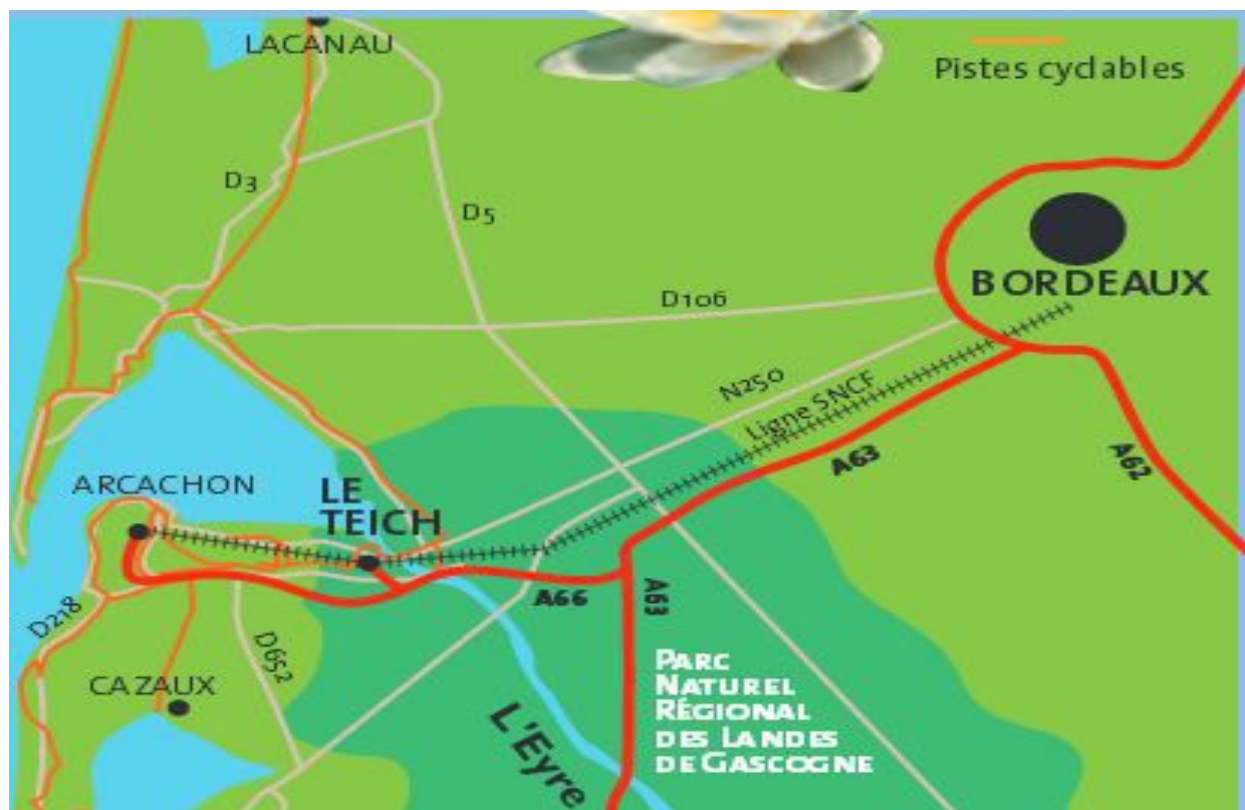 LACANAU
Pistes cyclables
D3
D5
BORDEAUX
D106
N250
Ligne SNCF
A63
A62
ARCACHON
LE
TEICH
A66
A63
D218
D652
CAZAUX
PARC
NATUREL
RÉGIONAL
DES LANDES
DE GASCOGNE
L'Eyre